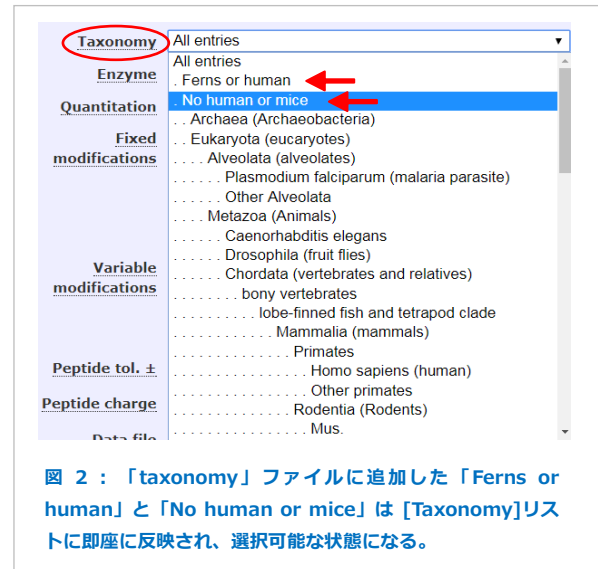 Taxonomy All entries ▼
All entries
Enzyme
. Ferns or human
. No human or mice
Quantitation
. . Archaea (Archaeobacteria)
Fixed modifications
. . Eukaryota (eucaryotes)
. . . . Alveolata (alveolates)
. . . . . . Plasmodium falciparum (malaria parasite)
. . . . . . Other Alveolata
. . . . Metazoa (Animals)
. . . . . . Caenorhabditis elegans
. . . . . . Drosophila (fruit flies)
Variable modifications
. . . . . . Chordata (vertebrates and relatives)
. . . . . . . . bony vertebrates
. . . . . . . . . . lobe-finned fish and tetrapod clade
. . . . . . . . . . . . Mammalia (mammals)
. . . . . . . . . . . . . . Primates
Peptide tol. ±
. . . . . . . . . . . . . . . . Homo sapiens (human)
. . . . . . . . . . . . . . . . Other primates
Peptide charge
. . . . . . . . . . . . . . Rodentia (Rodents)
. . . . . . . . . . . . . . . . Mus.
Data file
図 2 : 「taxonomy」ファイルに追加した「Ferns or
human」と「No human or mice」は [Taxonomy]リス
トに即座に反映され、選択可能な状態になる。